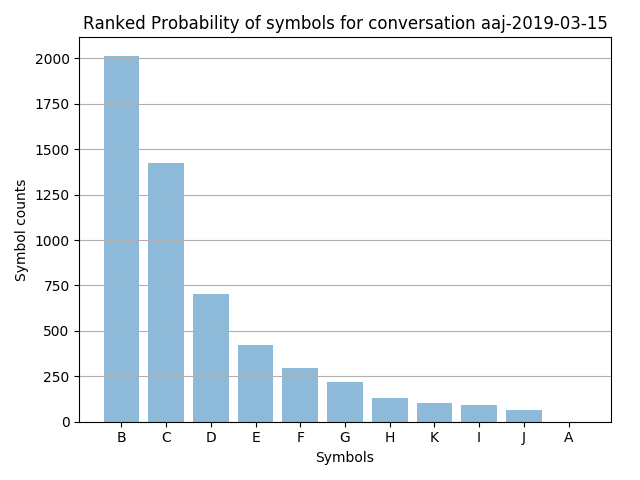 Ranked Probability of symbols for conversation aaj-2019-03-15
Symbol counts
2000
1750
1500
1250
1000
750
500
250
0
B C D E F G H K I J A
Symbols